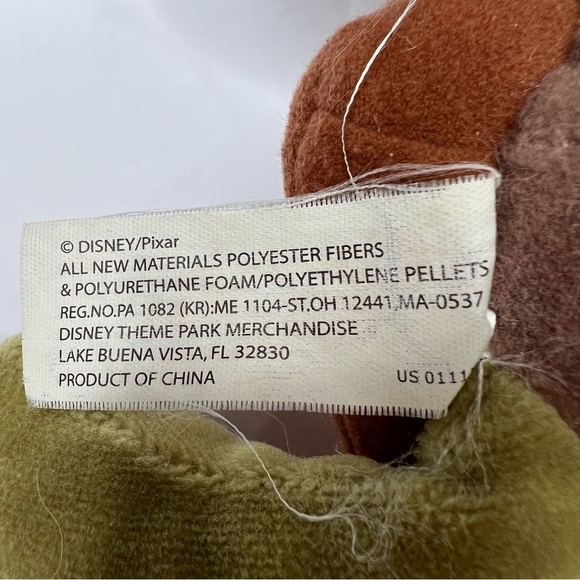 © DISNEY/Pixar
ALL NEW MATERIALS POLYESTER FIBERS
& POLYURETHANE FOAM/POLYETHYLENE PELLETS
REG.NO.PA 1082 (KR):ME 1104-ST.OH 12441,MA-0537
DISNEY THEME PARK MERCHANDISE
LAKE BUENA VISTA, FL 32830
PRODUCT OF CHINA
US 0111